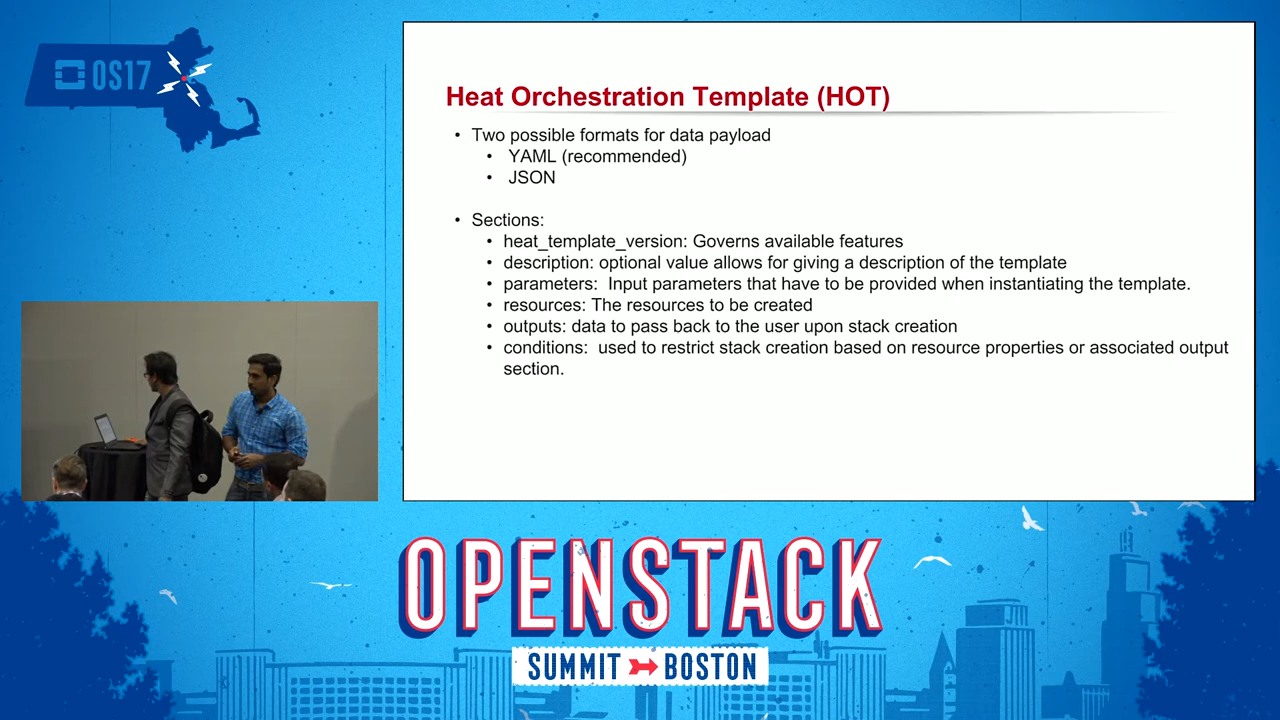 OS17
Heat Orchestration Template (HOT)
• Two possible formats for data payload
• YAML (recommended)
• JSON
• Sections:
• heat_template_version: Governs available features
• description: optional value allows for giving a description of the template
• parameters:  Input parameters that have to be provided when instantiating the template.
• resources: The resources to be created
• outputs: data to pass back to the user upon stack creation
• conditions:  used to restrict stack creation based on resource properties or associated output
section.
OPENSTACK
SUMMIT BOSTON